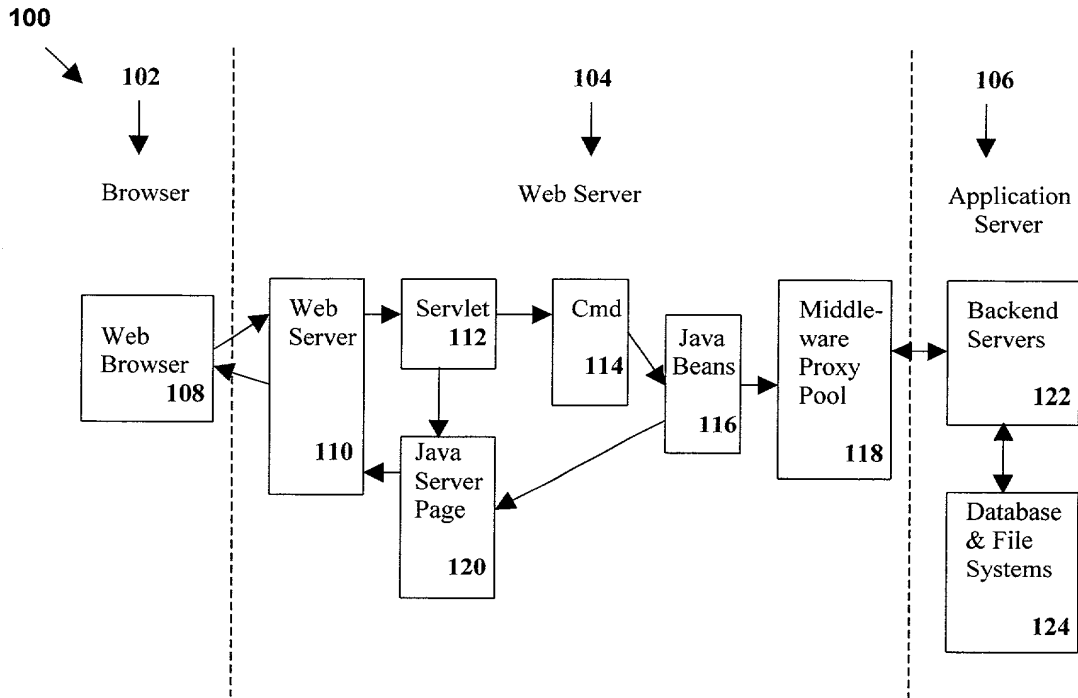 100
102
104
106
Browser
Web Server
Application
Server
Web
Browser
108
Web
Server
110
Servlet
112
Cmd
114
Java
Beans
116
Middle-
ware
Proxy
Pool
118
Backend
Servers
122
Java
Server
Page
120
Database
& File
Systems
124